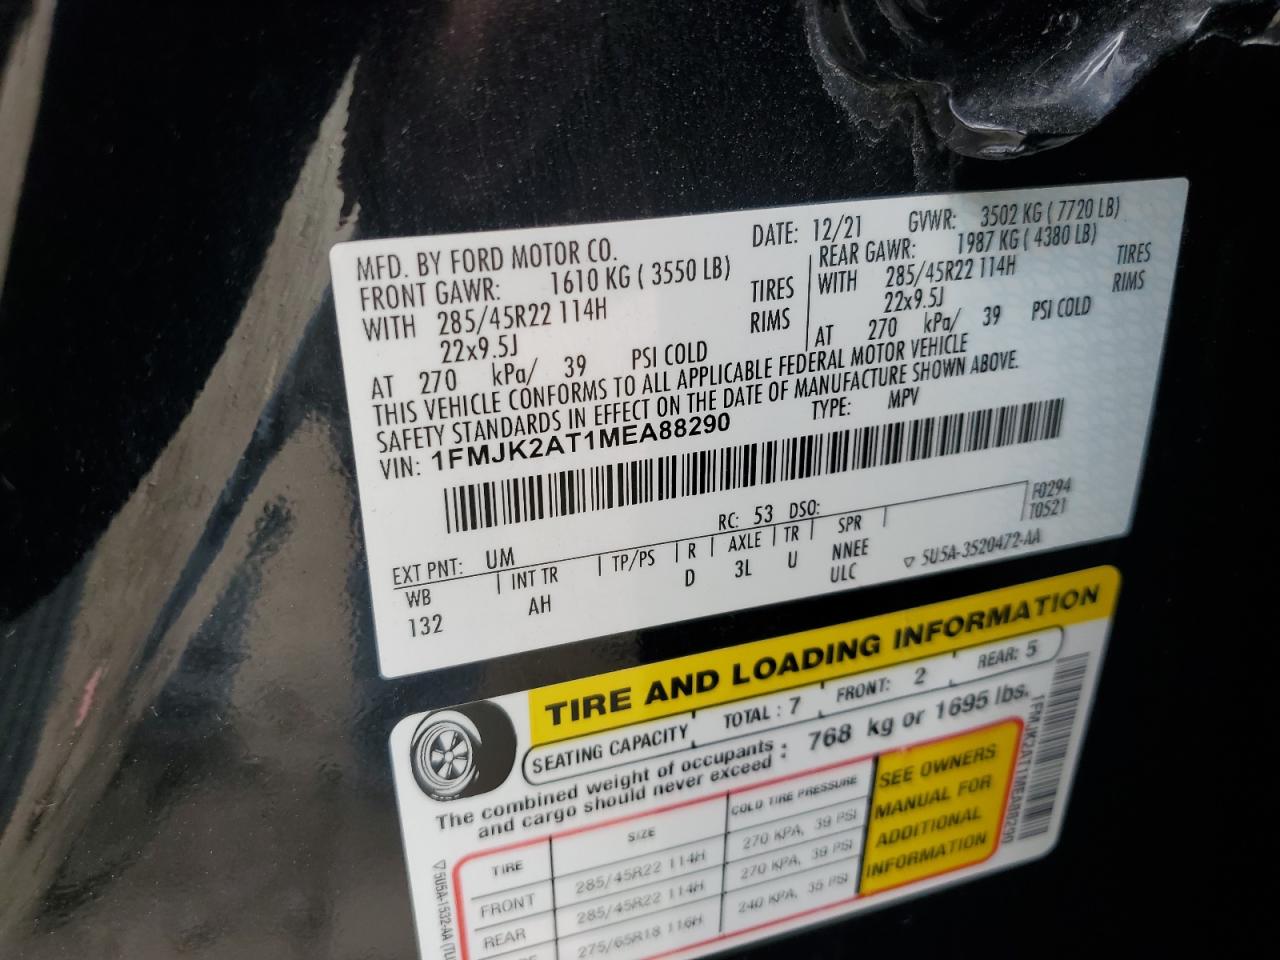 MFD. BY FORD MOTOR CO.
DATE: 12/21 GVWR: 3502 KG ( 7720 LB)
FRONT GAWR: 1610 KG ( 3550 LB) REAR GAWR: 1987 KG ( 4380 LB)
WITH 285/45R22 114H TIRES WITH 285/45R22 114H TIRES
22x9.5J RIMS 22x9.5J RIMS
AT 270 kPa/ 39 PSI COLD AT 270 kPa/ 39 PSI COLD
THIS VEHICLE CONFORMS TO ALL APPLICABLE FEDERAL MOTOR VEHICLE
SAFETY STANDARDS IN EFFECT ON THE DATE OF MANUFACTURE SHOWN ABOVE.
VIN: 1FMJK2AT1MEA88290 TYPE: MPV
F0294
T0521
EXT PNT: UM RC: 53 DSO:
WB INT TR TP/PS R AXLE TR SPR
132 AH D 3L U NNEE
ULC
5U5A-3520472-AA
TIRE AND LOADING INFORMATION
SEATING CAPACITY TOTAL : 7 FRONT: 2 REAR: 5
The combined weight of occupants : 768 kg or 1695 lbs.
and cargo should never exceed :
TIRE SIZE COLD TIRE PRESSURE
FRONT 285/45R22 114H 270 KPA, 39 PSI
REAR 285/45R22 114H 270 KPA, 39 PSI
275/65R18 116H 240 KPA, 35 PSI
SEE OWNERS
MANUAL FOR
ADDITIONAL
INFORMATION
1FMJK2AT1MEA88290
5U5A-1532-AA